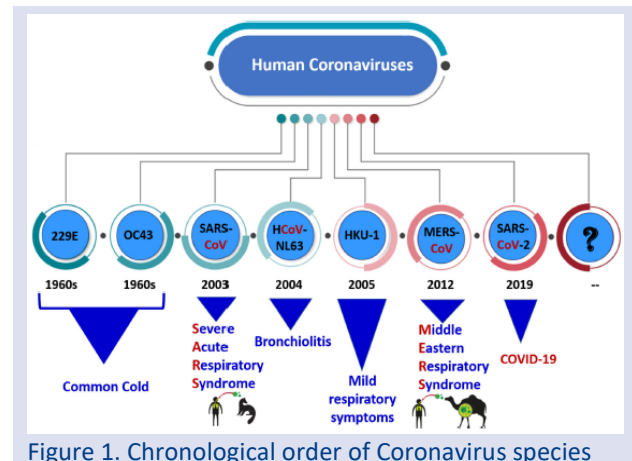 Human Coronaviruses
229E
OC43
SARS-
CoV
HCoV-
NL63
HKU-1
MERS-
CoV
SARS-
CoV-2
?
1960s
1960s
2003
2004
2005
2012
2019
--
Common Cold
Severe
Acute
Respiratory
Syndrome
Bronchiolitis
Mild
respiratory
symptoms
Middle
Eastern
Respiratory
Syndrome
COVID-19
Figure 1. Chronological order of Coronavirus species